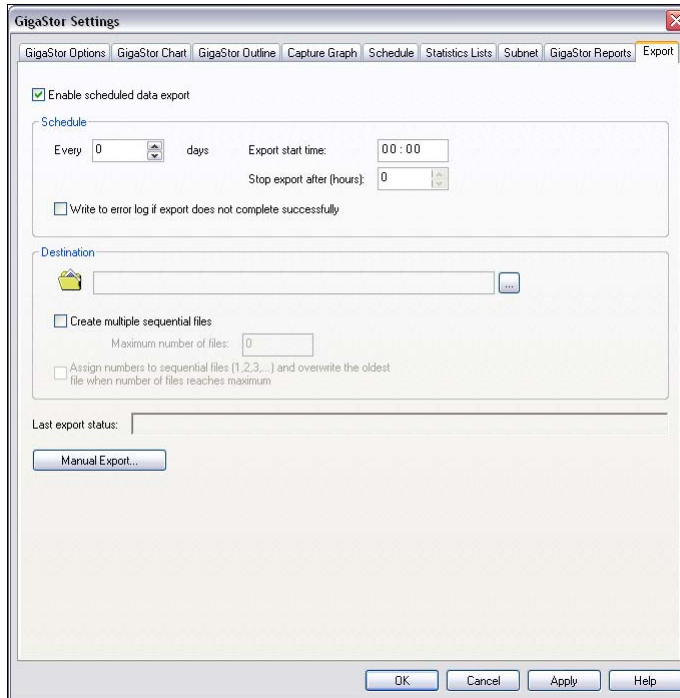 GigaStor Settings
GigaStor Options GigaStor Chart GigaStor Outline Capture Graph Schedule Statistics Lists Subnet GigaStor Reports Export
Enable scheduled data export
Schedule
Every 0 days Export start time: 00:00
Stop export after (hours): 0
Write to error log if export does not complete successfully
Destination
...
Create multiple sequential files
Maximum number of files: 0
Assign numbers to sequential files (1,2,3,...) and overwrite the oldest
file when number of files reaches maximum
Last export status:
Manual Export...
OK Cancel Apply Help